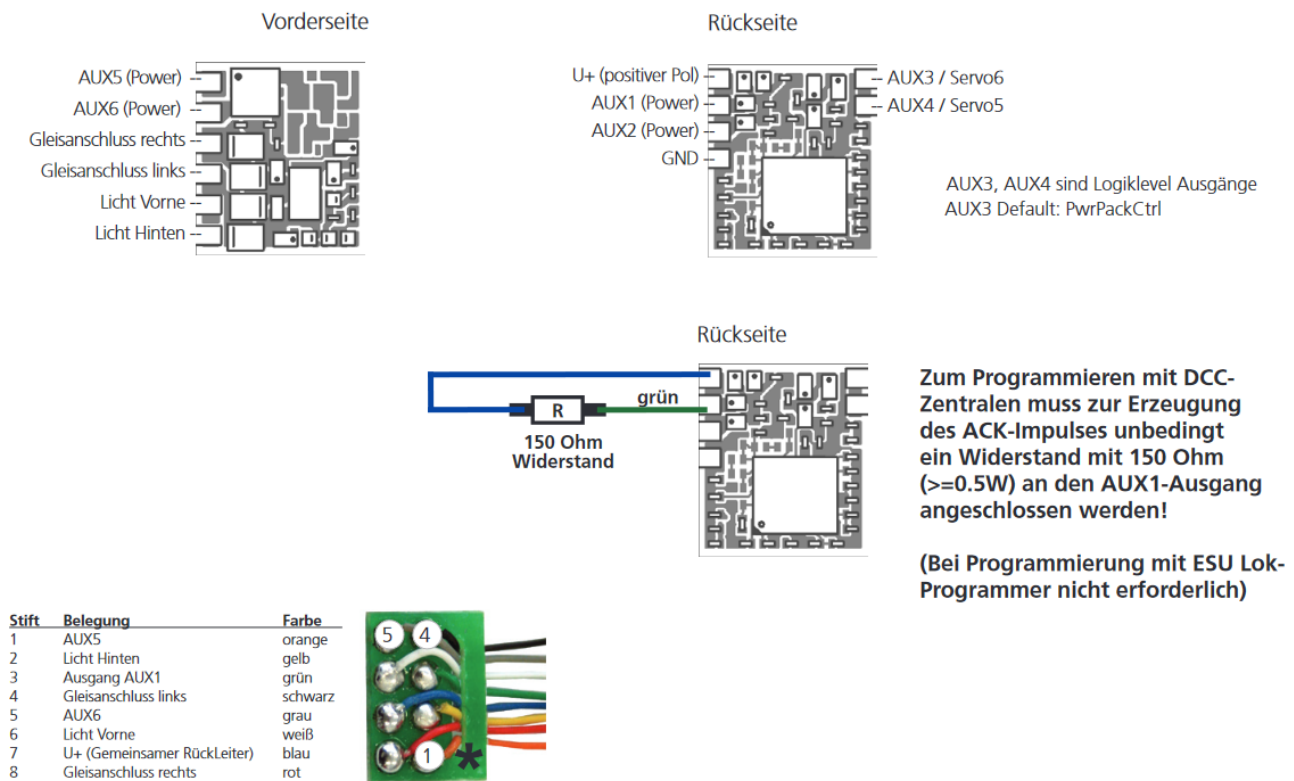 Vorderseite
AUX5 (Power)
AUX6 (Power)
Gleisanschluss rechts
Gleisanschluss links
Licht Vorne
Licht Hinten
Rückseite
U+ (positiver Pol)
AUX1 (Power)
AUX2 (Power)
GND
AUX3 / Servo6
AUX4 / Servo5
AUX3, AUX4 sind Logiklevel Ausgänge
AUX3 Default: PwrPackCtrl
Rückseite
grün
R
150 Ohm
Widerstand
Zum Programmieren mit DCC-
Zentralen muss zur Erzeugung
des ACK-Impulses unbedingt
ein Widerstand mit 150 Ohm
(>=0.5W) an den AUX1-Ausgang
angeschlossen werden!
(Bei Programmierung mit ESU Lok-
Programmer nicht erforderlich)
Stift Belegung Farbe
1 AUX5 orange
2 Licht Hinten gelb
3 Ausgang AUX1 grün
4 Gleisanschluss links schwarz
5 AUX6 grau
6 Licht Vorne weiß
7 U+ (Gemeinsamer RückLeiter) blau
8 Gleisanschluss rechts rot
5 4
1 *